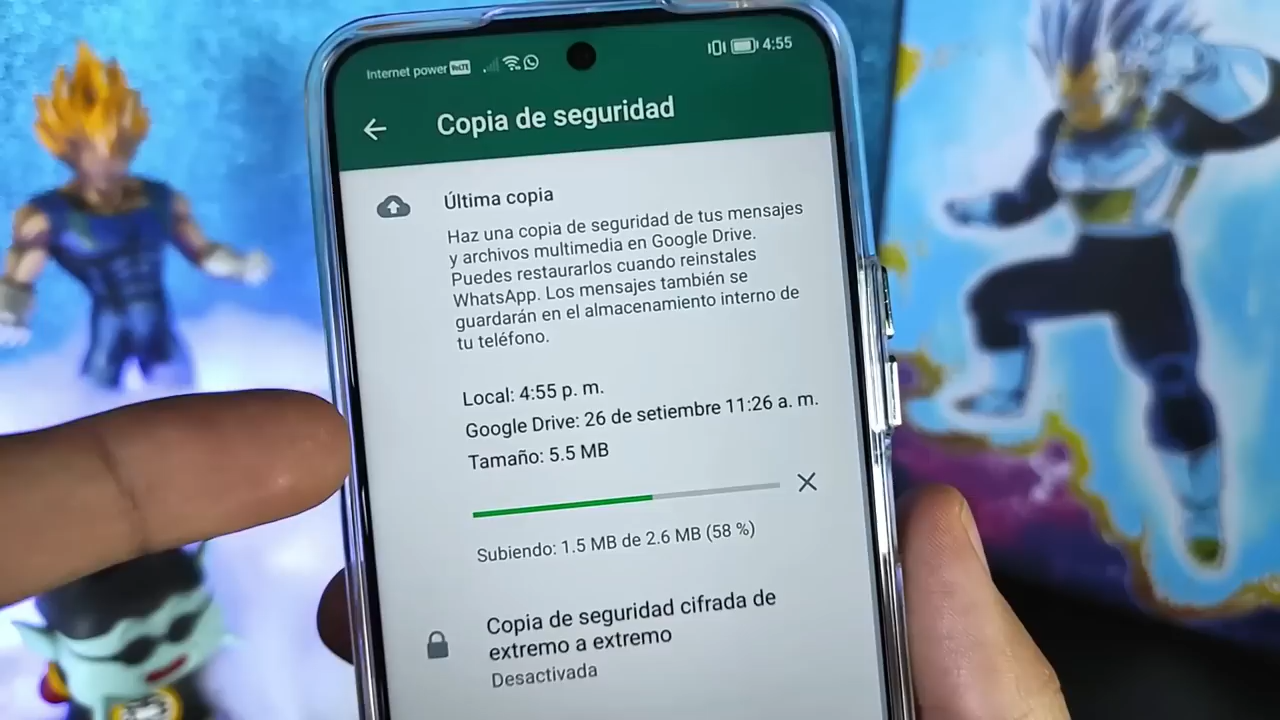 Internet power VoLTE 4:55
Copia de seguridad
Última copia
Haz una copia de seguridad de tus mensajes
y archivos multimedia en Google Drive.
Puedes restaurarlos cuando reinstales
WhatsApp. Los mensajes también se
guardarán en el almacenamiento interno de
tu teléfono.
Local: 4:55 p. m.
Google Drive: 26 de setiembre 11:26 a. m.
Tamaño: 5.5 MB
Subiendo: 1.5 MB de 2.6 MB (58 %)
Copia de seguridad cifrada de
extremo a extremo
Desactivada